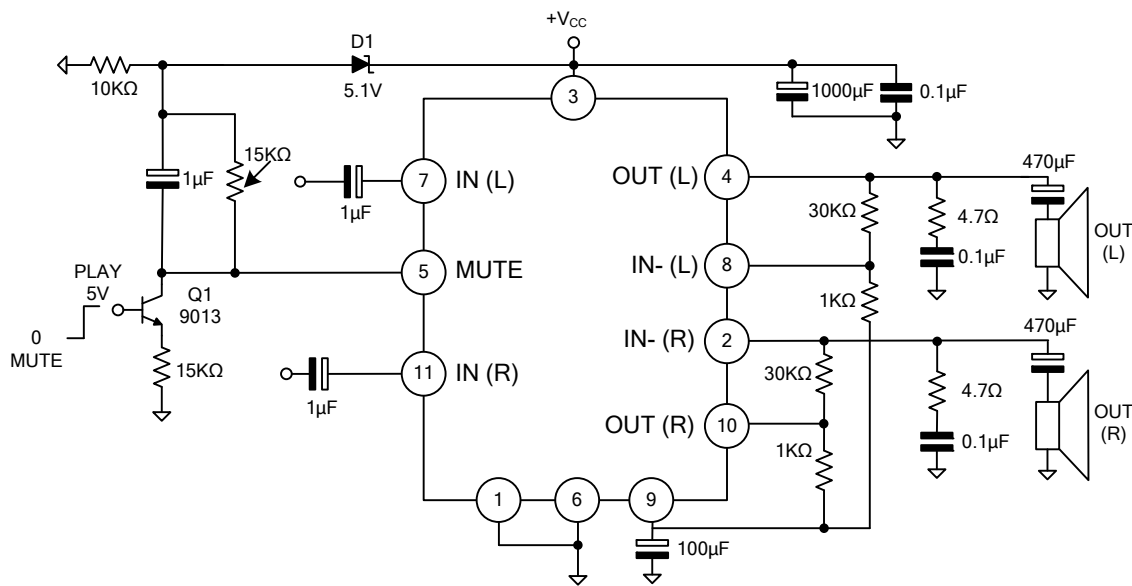 +VCC
D1
10KΩ
5.1V
3
1000µF
0.1µF
15KΩ
1µF
470µF
7
IN (L)
OUT (L)
4
1µF
30KΩ
4.7Ω
OUT
(L)
5
MUTE
IN- (L)
8
0.1µF
PLAY
5V
Q1
9013
1KΩ
0
MUTE
IN- (R)
2
470µF
15KΩ
11
IN (R)
30KΩ
4.7Ω
1µF
OUT (R)
10
OUT
(R)
1KΩ
0.1µF
1
6
9
100µF